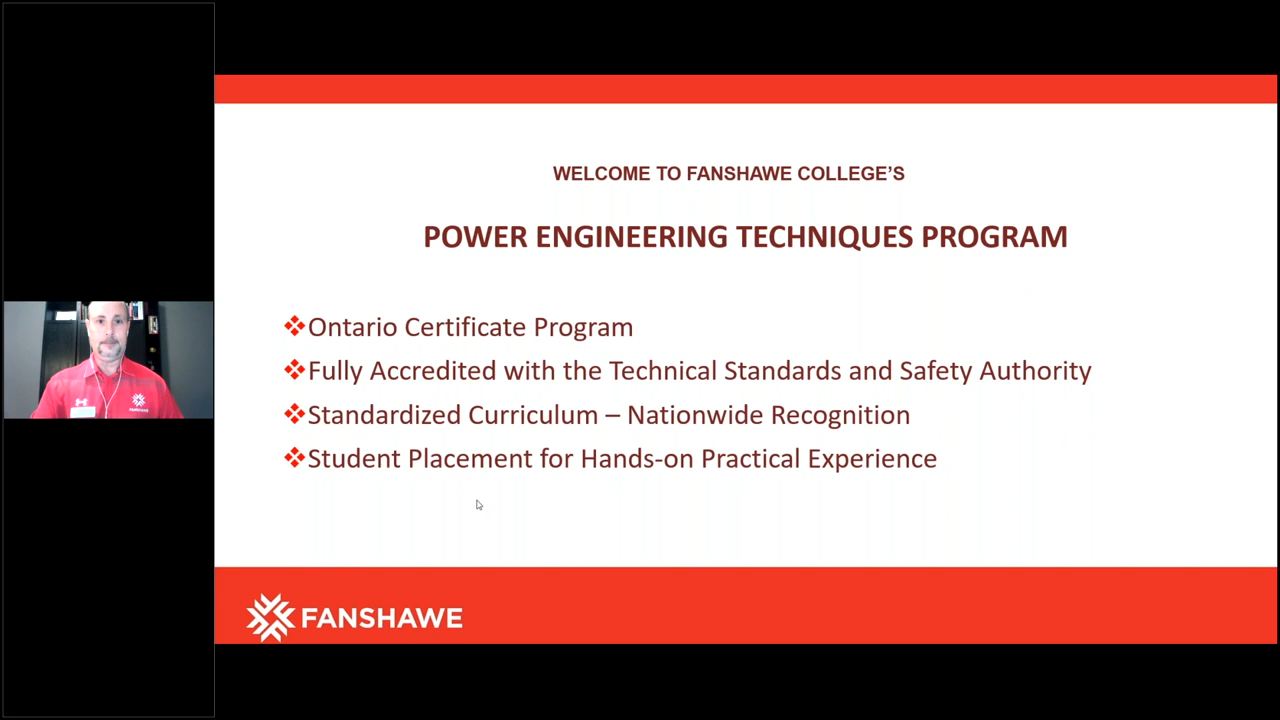 WELCOME TO FANSHAWE COLLEGE’S
POWER ENGINEERING TECHNIQUES PROGRAM
❖Ontario Certificate Program
❖Fully Accredited with the Technical Standards and Safety Authority
❖Standardized Curriculum – Nationwide Recognition
❖Student Placement for Hands-on Practical Experience
FANSHAWE
FANSHAWE